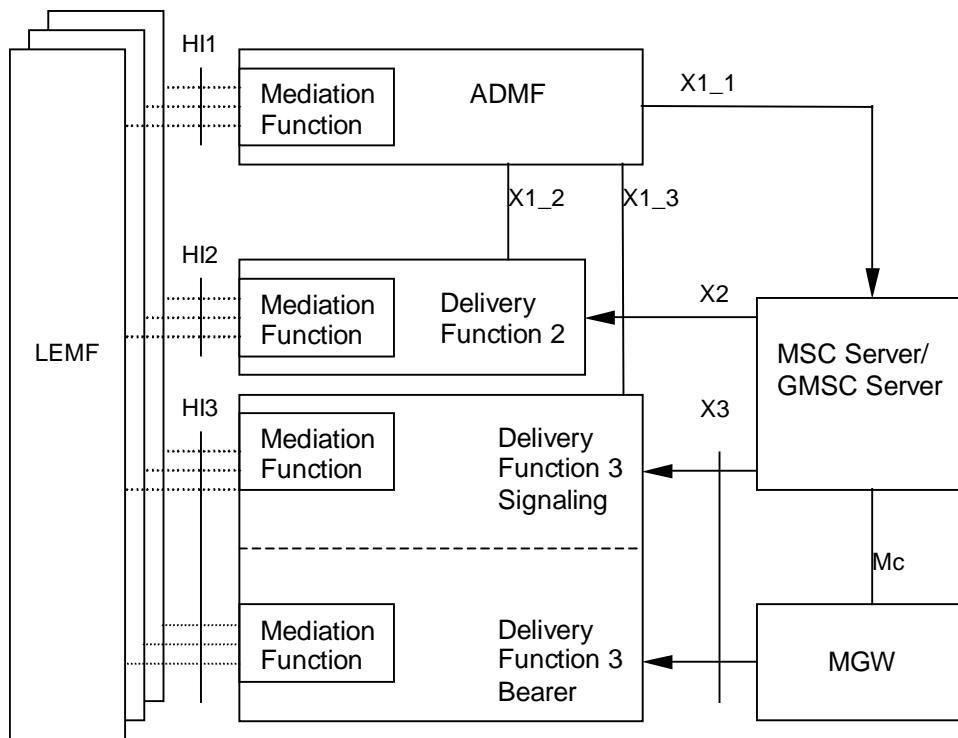 HI1
Mediation
Function
ADMF
X1_1
X1_2
X1_3
HI2
Mediation
Function
Delivery
Function 2
X2
LEMF
MSC Server/
GMSC Server
HI3
Mediation
Function
Delivery
Function 3
Signaling
X3
Mc
Mediation
Function
Delivery
Function 3
Bearer
MGW